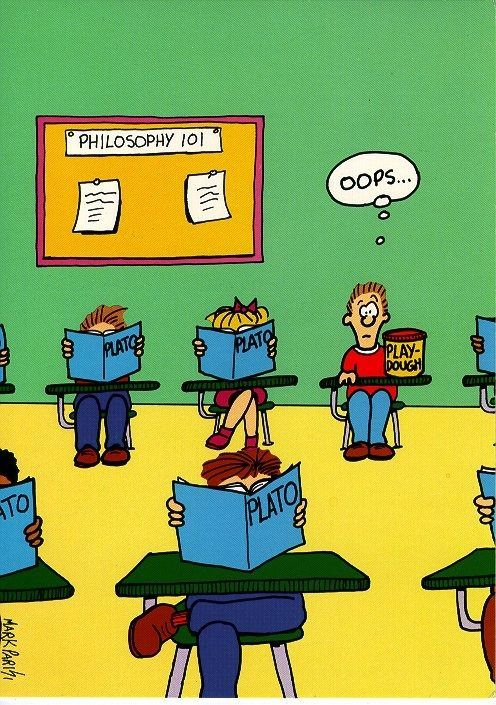 PHILOSOPHY 101
OOPS...
PLATO
PLATO
PLAY-
DOUGH
PLATO
ATO
MARK PARISI